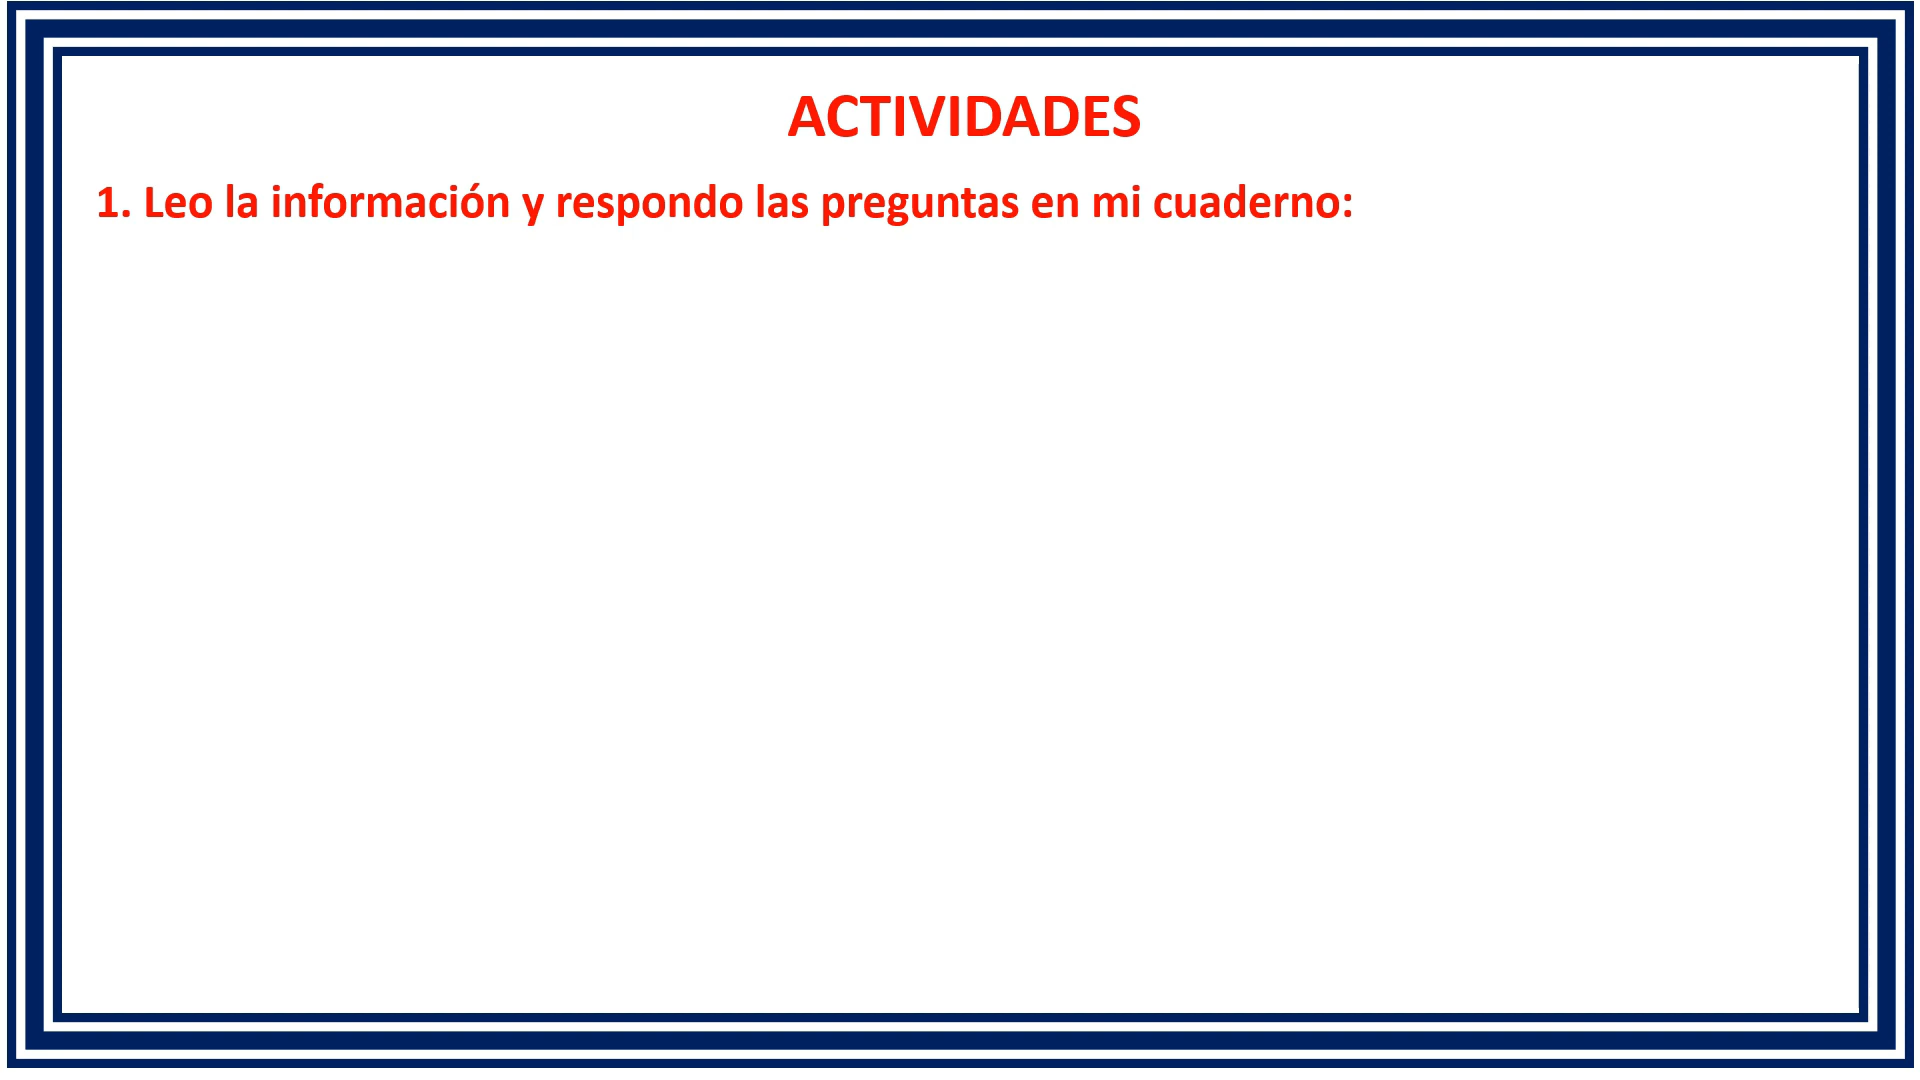 ACTIVIDADES
1. Leo la información y respondo las preguntas en mi cuaderno: